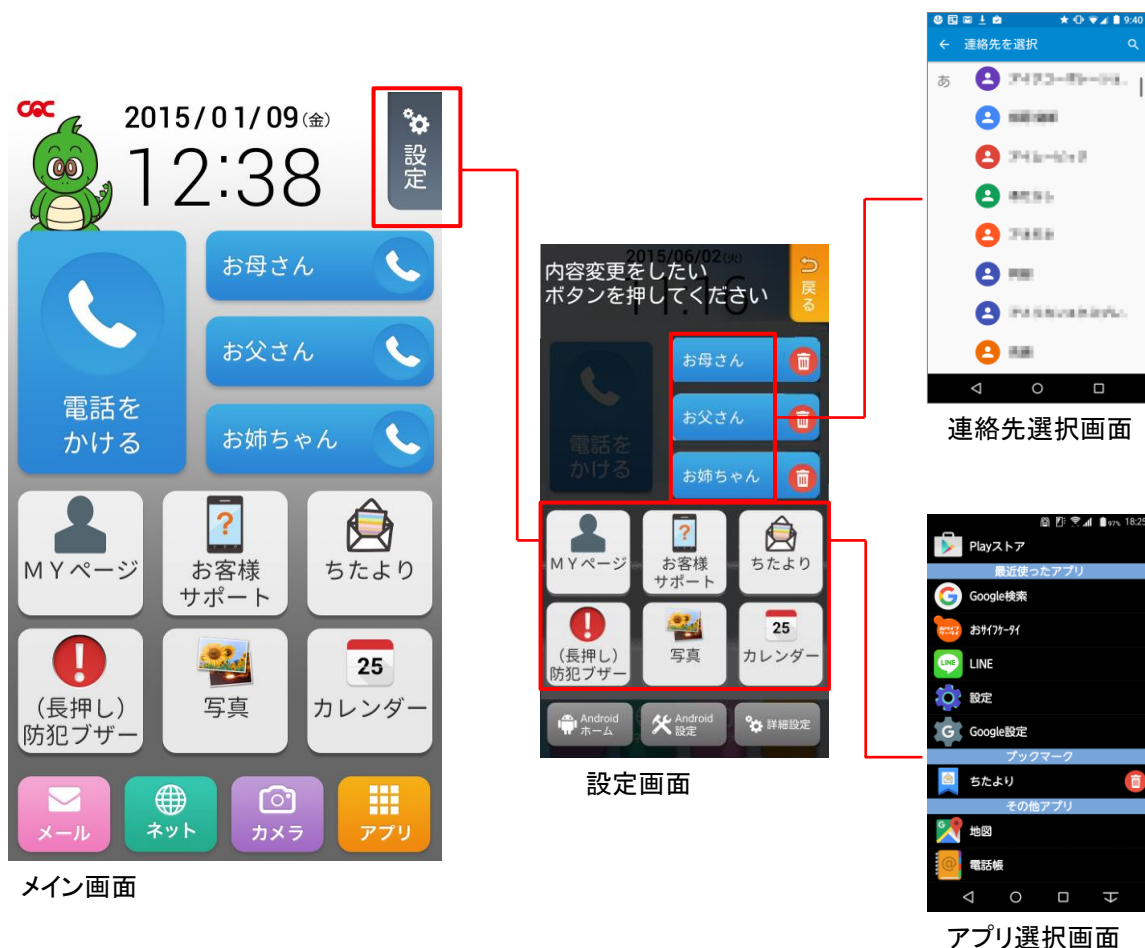 CQC
2015/01/09(金)
12:38
設定
電話を
かける
お母さん
お父さん
お姉ちゃん
MYページ
お客様
サポート
ちたより
(長押し)
防犯ブザー
写真
25
カレンダー
メール
ネット
カメラ
アプリ
メイン画面
2015/06/02(火)
11:16
内容変更をしたい
ボタンを押してください
戻る
電話を
かける
お母さん
お父さん
お姉ちゃん
MYページ
お客様
サポート
ちたより
(長押し)
防犯ブザー
写真
25
カレンダー
Android
ホーム
Android
設定
詳細設定
設定画面
9:40
連絡先を選択
あ
連絡先選択画面
97% 18:25
Playストア
最近使ったアプリ
Google検索
おサイフケータイ
LINE
設定
Google設定
ブックマーク
ちたより
その他アプリ
地図
電話帳
アプリ選択画面